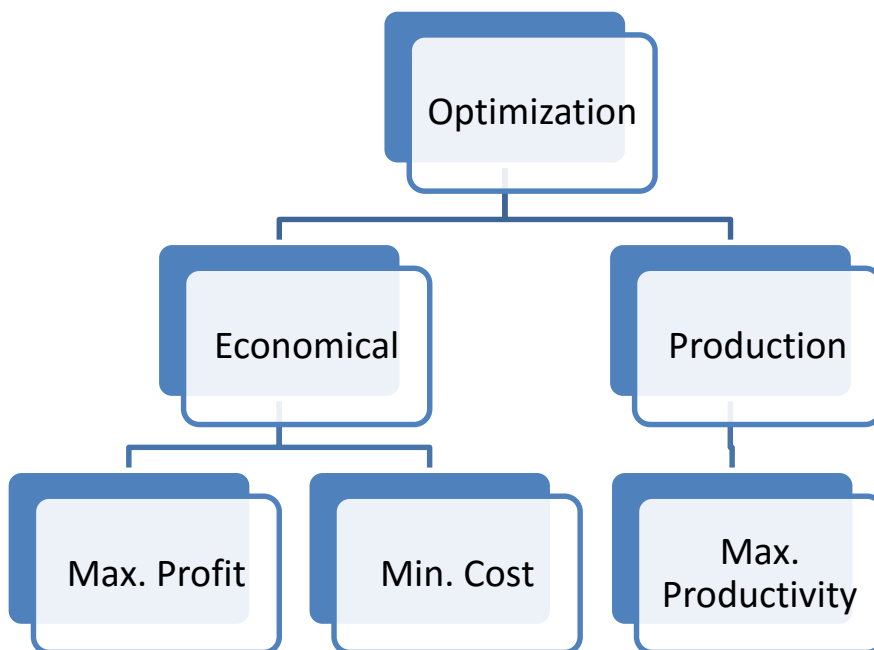 Optimization
Economical
Production
Max. Profit
Min. Cost
Max.
Productivity